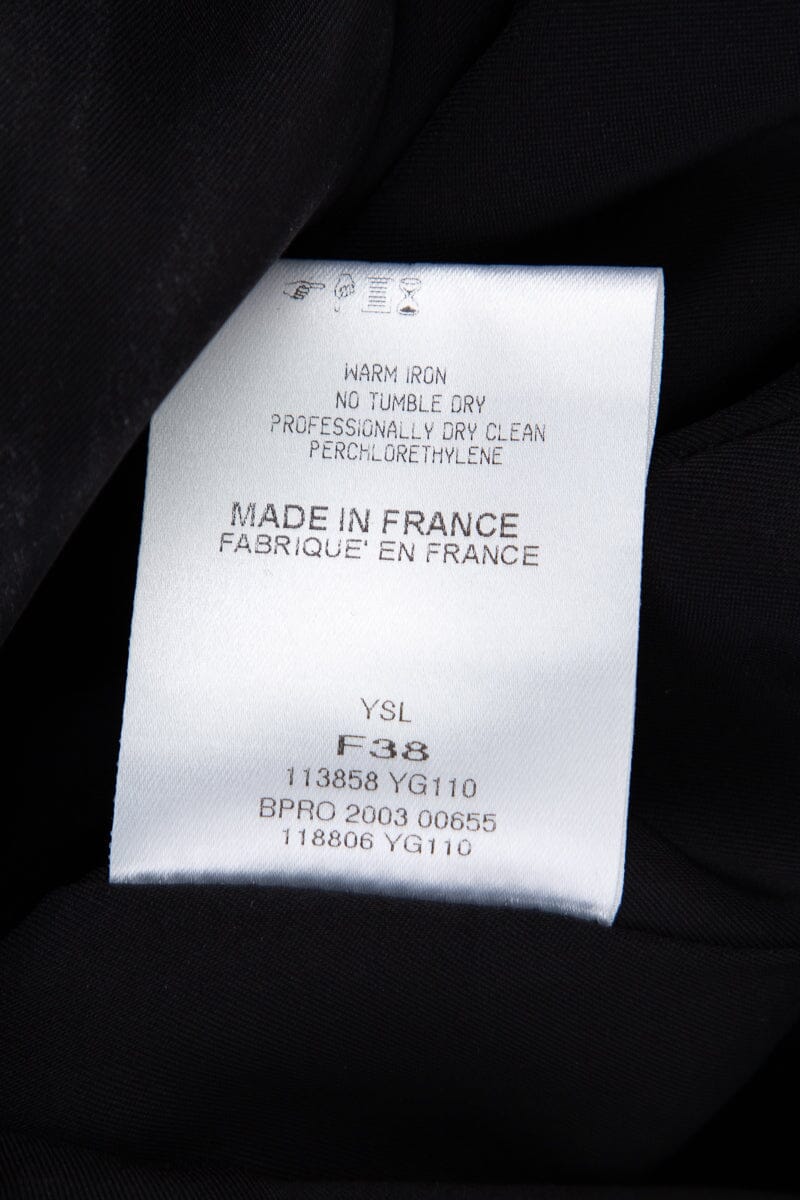 WARM IRON
NO TUMBLE DRY
PROFESSIONALLY DRY CLEAN
PERCHLORETHYLENE
MADE IN FRANCE
FABRIQUE' EN FRANCE
YSL
F38
113858 YG110
BPRO 2003 00655
118806 YG110